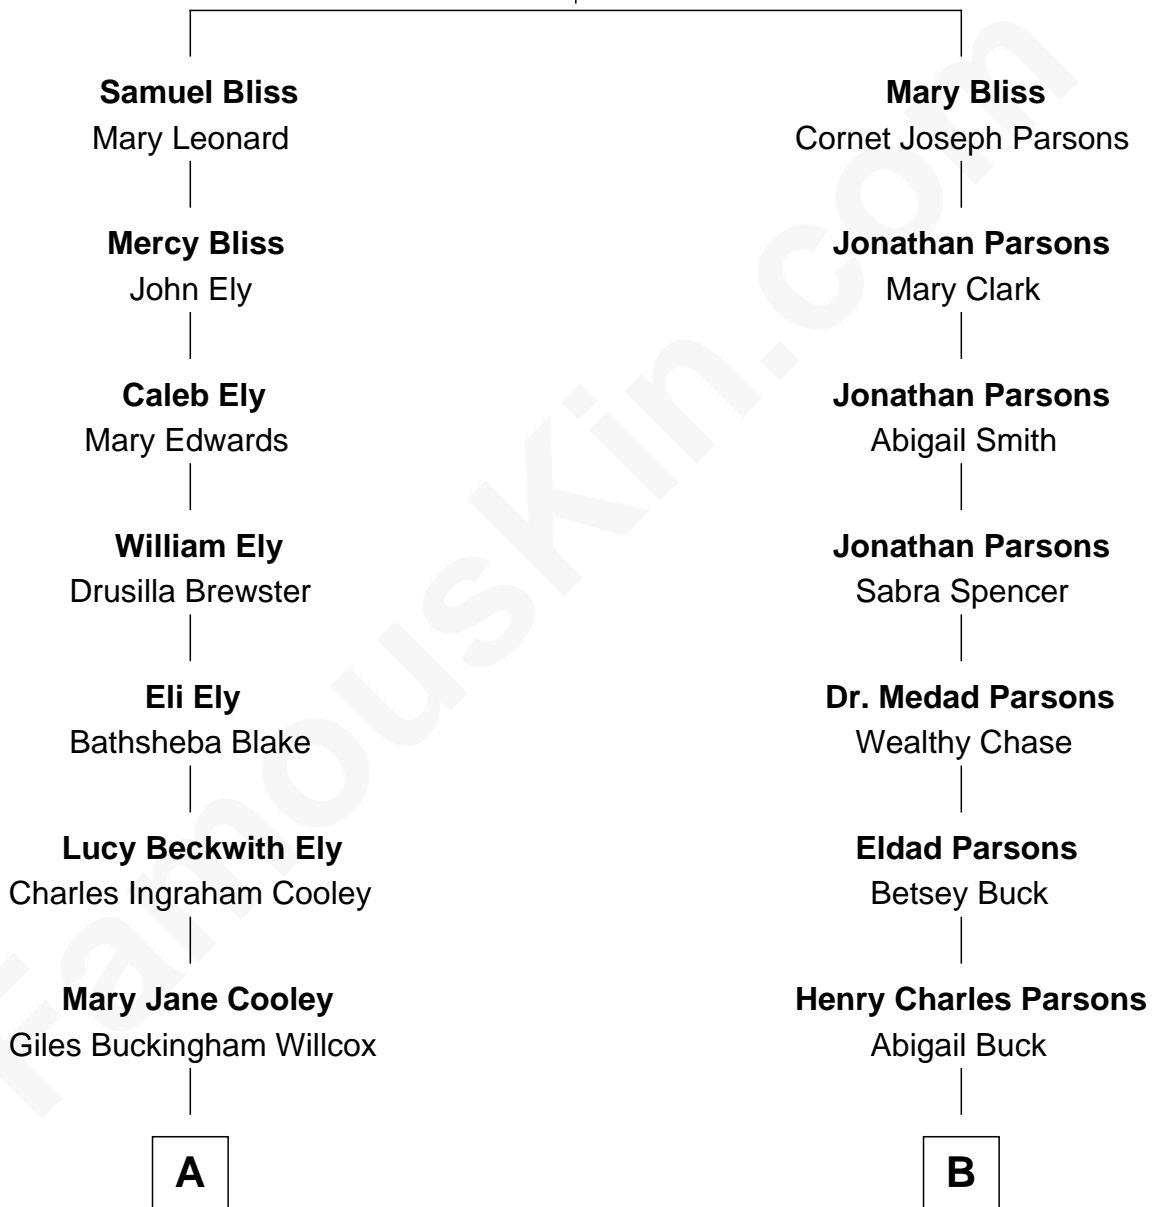 Samuel Bliss
Mary Leonard
Mercy Bliss
John Ely
Caleb Ely
Mary Edwards
William Ely
Drusilla Brewster
Eli Ely
Bathsheba Blake
Lucy Beckwith Ely
Charles Ingraham Cooley
Mary Jane Cooley
Giles Buckingham Willcox
A
Mary Bliss
Cornet Joseph Parsons
Jonathan Parsons
Mary Clark
Jonathan Parsons
Abigail Smith
Jonathan Parsons
Sabra Spencer
Dr. Medad Parsons
Wealthy Chase
Eldad Parsons
Betsey Buck
Henry Charles Parsons
Abigail Buck
B
FamousKin.com